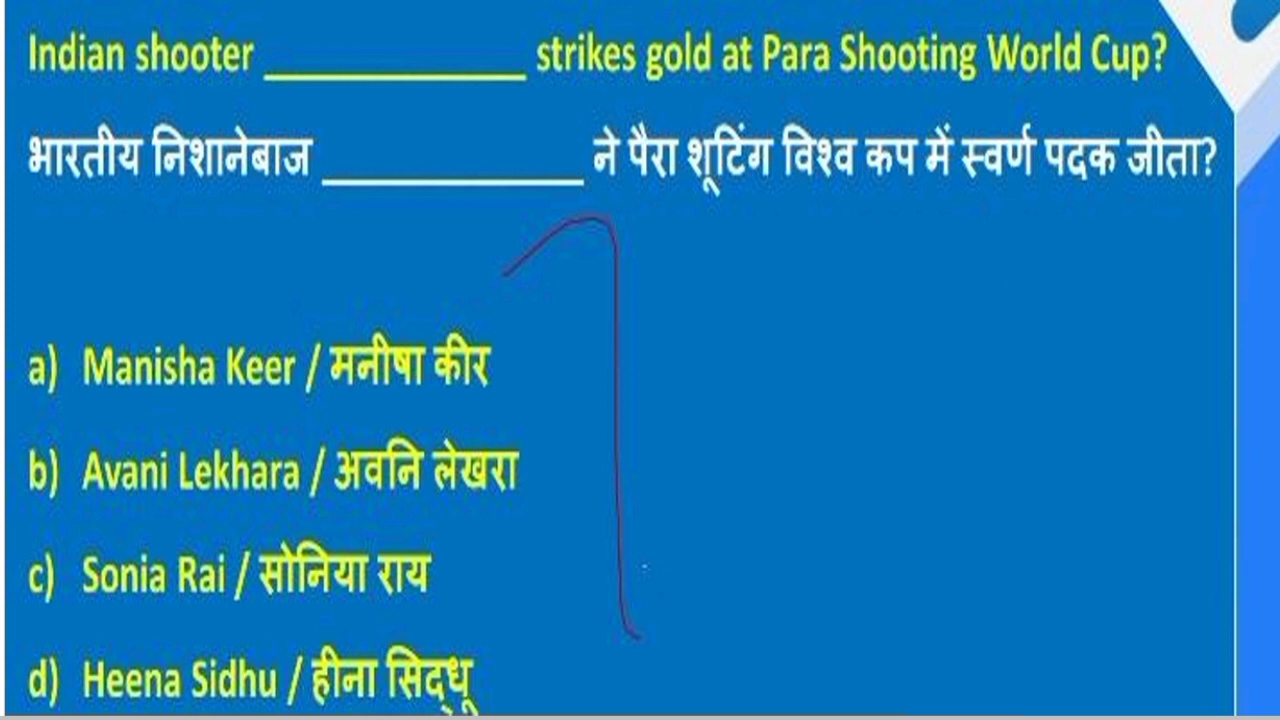 Indian shooter ____________ strikes gold at Para Shooting World Cup?
भारतीय निशानेबाज ____________ ने पैरा शूटिंग विश्व कप में स्वर्ण पदक जीता?
a) Manisha Keer / मनीषा कीर
b) Avani Lekhara / अवनि लेखरा
c) Sonia Rai / सोनिया राय
d) Heena Sidhu / हीना सिद्धू